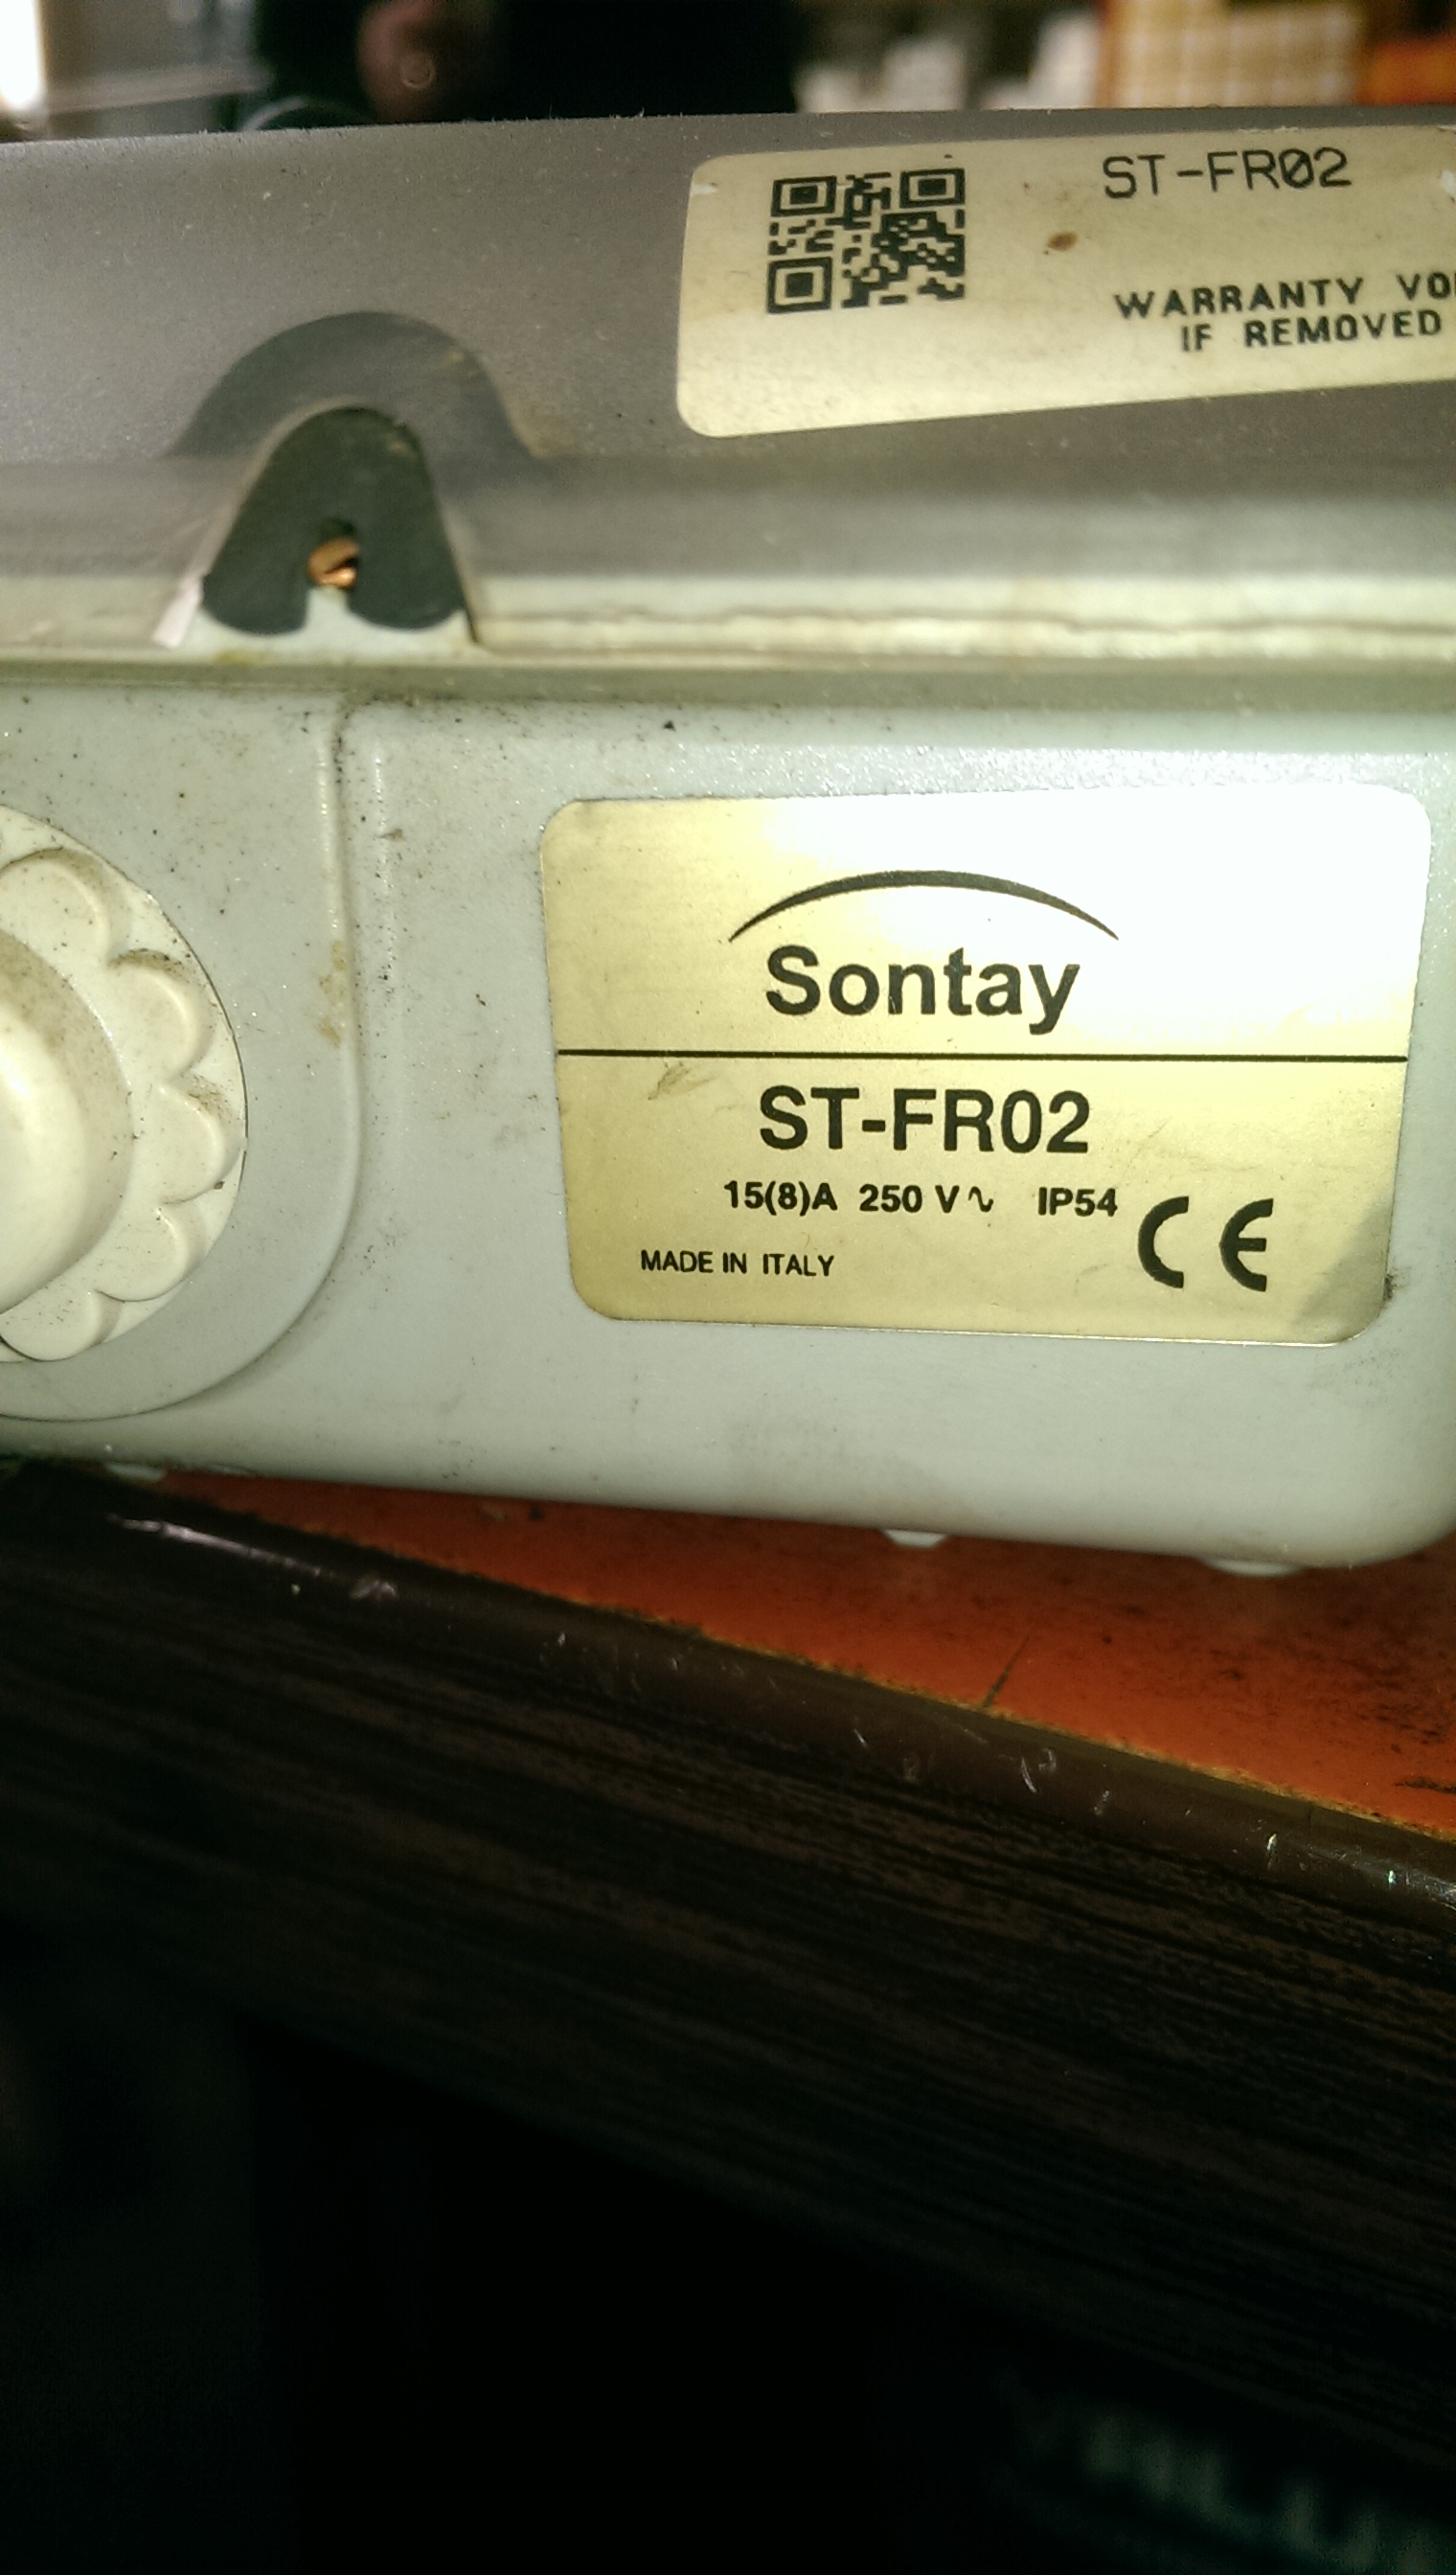 ST-FR02
WARRANTY VO
IF REMOVED
Sontay
ST-FR02
15(8)A 250 V∿ IP54
MADE IN ITALY
CE